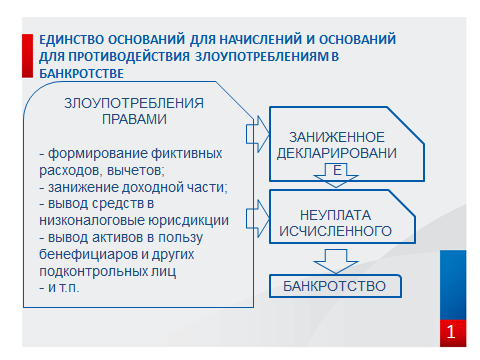 ЕДИНСТВО ОСНОВАНИЙ ДЛЯ НАЧИСЛЕНИЙ И ОСНОВАНИЙ
ДЛЯ ПРОТИВОДЕЙСТВИЯ ЗЛОУПОТРЕБЛЕНИЯМ В
БАНКРОТСТВЕ
ЗЛОУПОТРЕБЛЕНИЯ
ПРАВАМИ
- формирование фиктивных
расходов, вычетов;
- занижение доходной части;
- вывод средств в
низконалоговые юрисдикции
- вывод активов в пользу
бенефициаров и других
подконтрольных лиц
- и т.п.
ЗАНИЖЕННОЕ
ДЕКЛАРИРОВАНИ
Е
НЕУПЛАТА
ИСЧИСЛЕННОГО
БАНКРОТСТВО
1